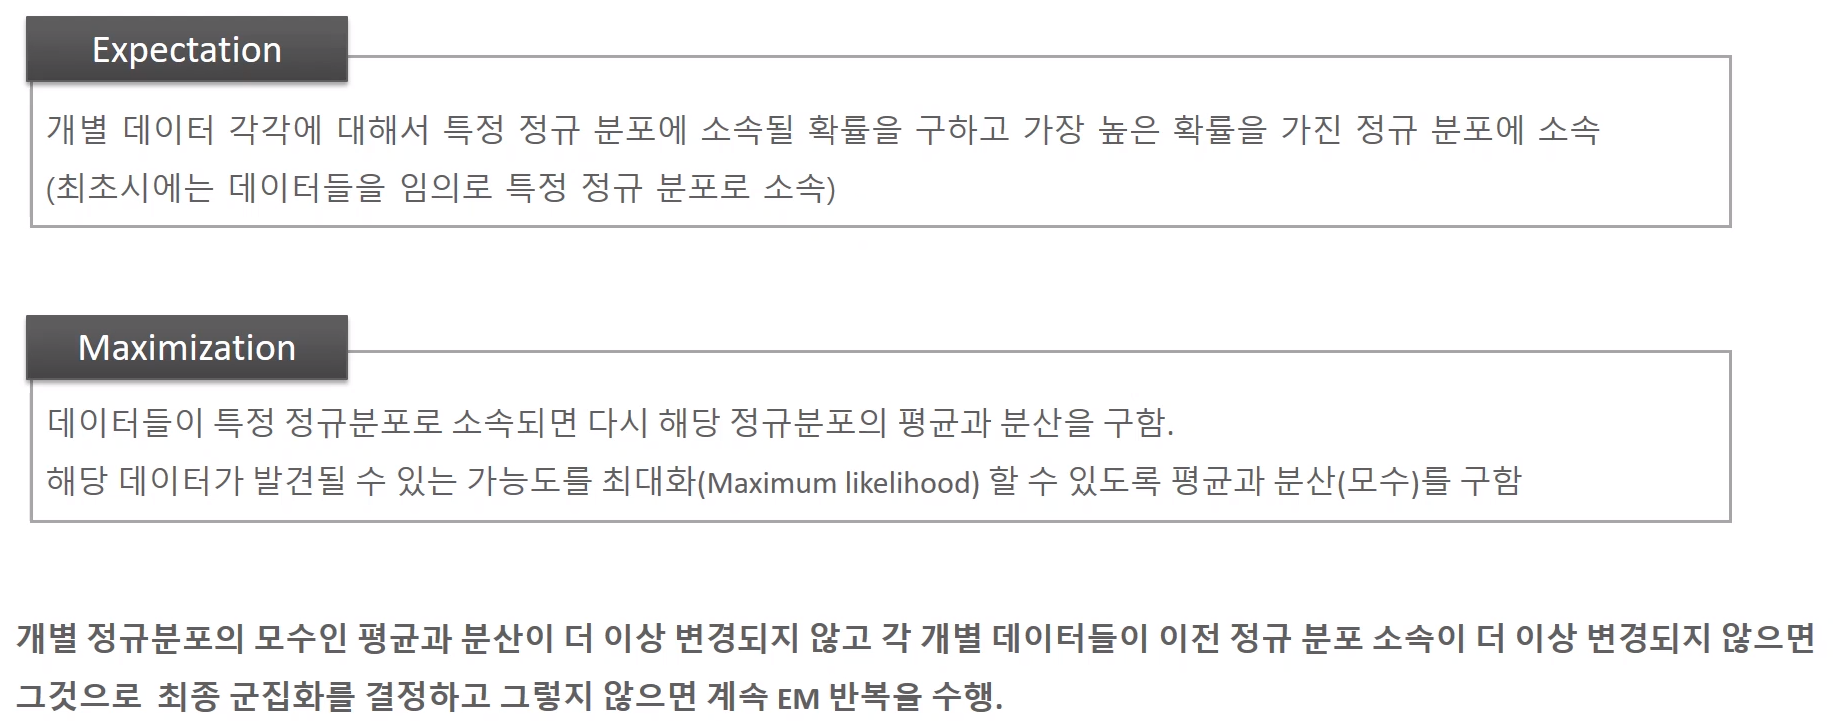 Expectation
개별 데이터 각각에 대해서 특정 정규 분포에 소속될 확률을 구하고 가장 높은 확률을 가진 정규 분포에 소속
(최초시에는 데이터들을 임의로 특정 정규 분포로 소속)
Maximization
데이터들이 특정 정규분포로 소속되면 다시 해당 정규분포의 평균과 분산을 구함.
해당 데이터가 발견될 수 있는 가능도를 최대화(Maximum likelihood) 할 수 있도록 평균과 분산(모수)를 구함
개별 정규분포의 모수인 평균과 분산이 더 이상 변경되지 않고 각 개별 데이터들이 이전 정규 분포 소속이 더 이상 변경되지 않으면
그것으로 최종 군집화를 결정하고 그렇지 않으면 계속 EM 반복을 수행.